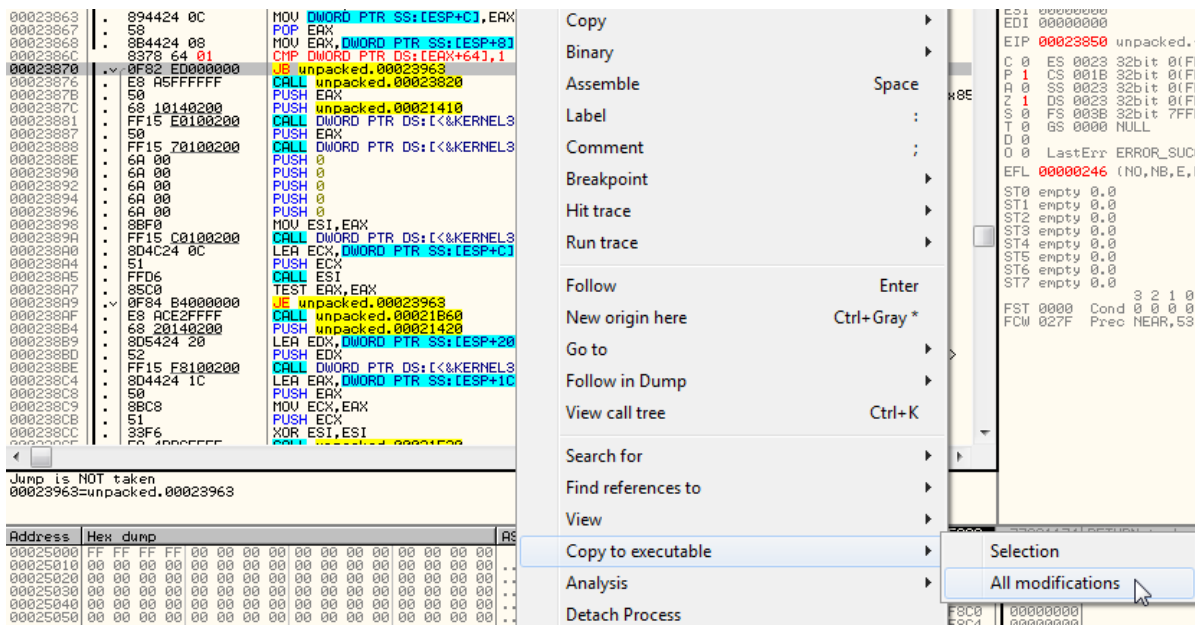 00023863 . 894424 0C MOV DWORD PTR SS:[ESP+C],EAX
00023867 . 58 POP EAX
00023868 . 8B4424 08 MOV EAX,DWORD PTR SS:[ESP+8]
0002386C . 8378 64 01 CMP DWORD PTR DS:[EAX+64],1
00023870 .v 0F82 ED000000 JB unpacked.00023963
00023876 . E8 A5FFFFFF CALL unpacked.00023820
0002387B . 50 PUSH EAX
0002387C . 68 10140200 PUSH unpacked.00021410
00023881 . FF15 E0100200 CALL DWORD PTR DS:[<&KERNEL3
00023887 . 50 PUSH EAX
00023888 . FF15 70100200 CALL DWORD PTR DS:[<&KERNEL3
0002388E . 6A 00 PUSH 0
00023890 . 6A 00 PUSH 0
00023892 . 6A 00 PUSH 0
00023894 . 6A 00 PUSH 0
00023896 . 6A 00 PUSH 0
00023898 . 8BF0 MOV ESI,EAX
0002389A . FF15 C0100200 CALL DWORD PTR DS:[<&KERNEL3
000238A0 . 8D4C24 0C LEA ECX,DWORD PTR SS:[ESP+C]
000238A4 . 51 PUSH ECX
000238A5 . FFD6 CALL ESI
000238A7 . 85C0 TEST EAX,EAX
000238A9 .v 0F84 B4000000 JE unpacked.00023963
000238AF . E8 ACE2FFFF CALL unpacked.00021B60
000238B4 . 68 20140200 PUSH unpacked.00021420
000238B9 . 8D5424 20 LEA EDX,DWORD PTR SS:[ESP+20
000238BD . 52 PUSH EDX
000238BE . FF15 F8100200 CALL DWORD PTR DS:[<&KERNEL3
000238C4 . 8D4424 1C LEA EAX,DWORD PTR SS:[ESP+1C
000238C8 . 50 PUSH EAX
000238C9 . 8BC8 MOV ECX,EAX
000238CB . 51 PUSH ECX
000238CC . 33F6 XOR ESI,ESI
Jump is NOT taken
00023963=unpacked.00023963
Address Hex dump AS
00025000 FF FF FF FF 00 00 00 00 00 00 00 00 00 00 00 00
00025010 00 00 00 00 00 00 00 00 00 00 00 00 00 00 00 00 ..
00025020 00 00 00 00 00 00 00 00 00 00 00 00 00 00 00 00 ..
00025030 00 00 00 00 00 00 00 00 00 00 00 00 00 00 00 00 ..
00025040 00 00 00 00 00 00 00 00 00 00 00 00 00 00 00 00 ..
00025050 00 00 00 00 00 00 00 00 00 00 00 00 00 00 00 00 ..
Copy
Binary
Assemble Space
Label :
Comment ;
Breakpoint
Hit trace
Run trace
Follow Enter
New origin here Ctrl+Gray *
Go to
Follow in Dump
View call tree Ctrl+K
Search for
Find references to
View
Copy to executable
Analysis
Detach Process
Selection
All modifications
x85
ESI 00000000
EDI 00000000
EIP 00023850 unpacked.
C 0 ES 0023 32bit 0(F
P 1 CS 001B 32bit 0(F
A 0 SS 0023 32bit 0(F
Z 1 DS 0023 32bit 0(F
S 0 FS 003B 32bit 7FF
T 0 GS 0000 NULL
D 0
O 0 LastErr ERROR_SUC
EFL 00000246 (NO,NB,E,
ST0 empty 0.0
ST1 empty 0.0
ST2 empty 0.0
ST3 empty 0.0
ST4 empty 0.0
ST5 empty 0.0
ST6 empty 0.0
ST7 empty 0.0
3 2 1 0
FST 0000 Cond 0 0 0 0
FCW 027F Prec NEAR,53
F8C0 00000000